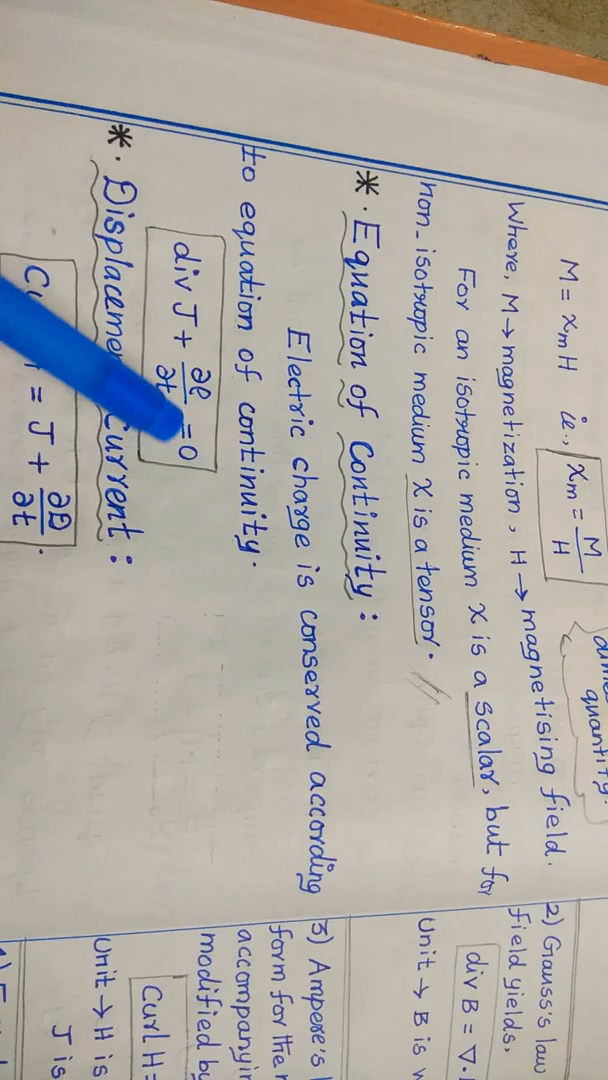 M = χmH i.e., χm = M/H
quantity.
Where, M → magnetization, H → magnetising field.
For an isotropic medium χ is a scalar, but for
non-isotropic medium χ is a tensor.
*. Equation of Continuity:
Electric charge is conserved according
to equation of continuity.
div J + ∂ρ/∂t = 0
*. Displacement Current:
= J + ∂D/∂t.
2) Gauss's law
field yields,
div B = ∇.
Unit → B is
3) Ampere's
form for the
modified by
Curl H =
Unit → H is
J is